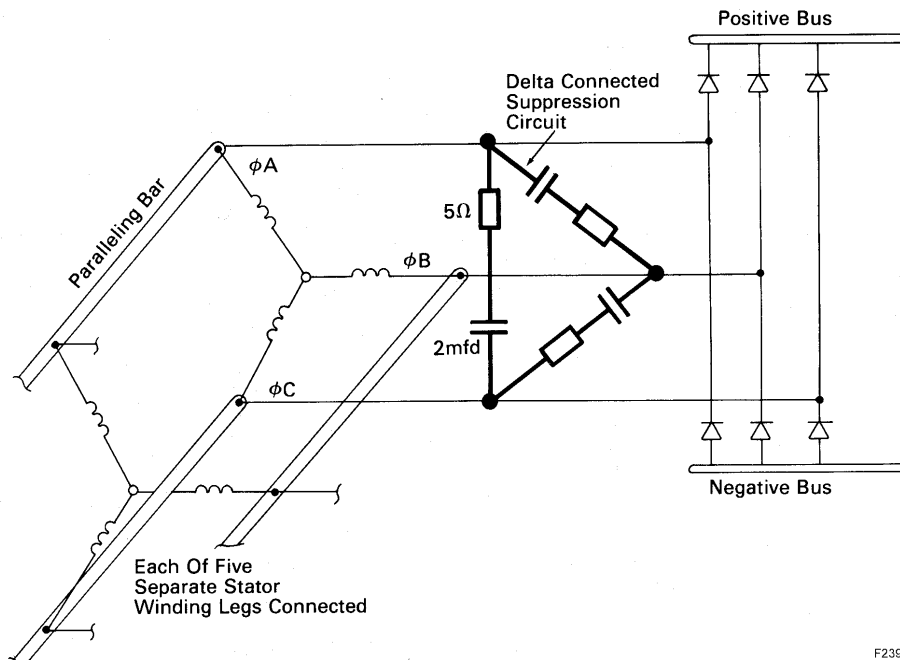 Positive Bus
Delta Connected
Suppression
Circuit
Paralleling Bar
ϕA
5Ω
ϕB
2mfd
ϕC
Negative Bus
Each Of Five
Separate Stator
Winding Legs Connected
F239